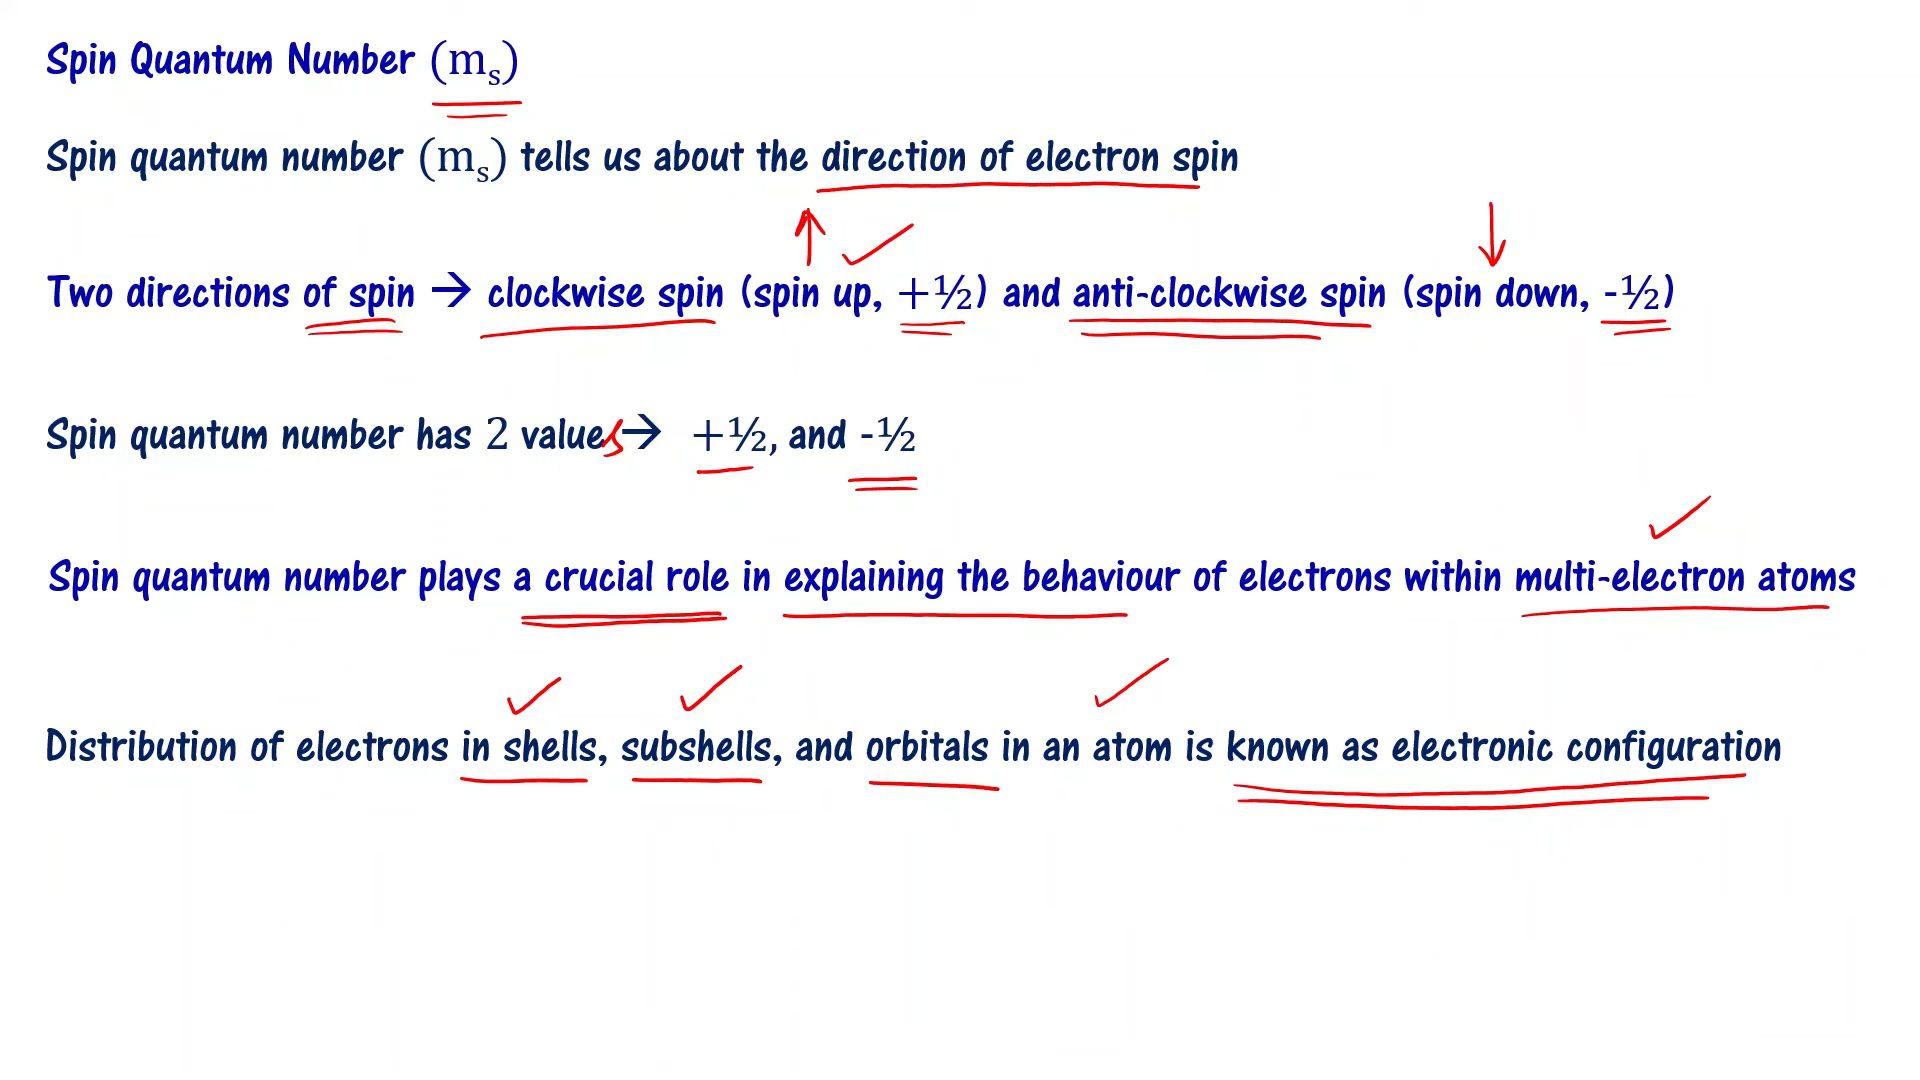 Spin Quantum Number (mₛ)
Spin quantum number (mₛ) tells us about the direction of electron spin
Two directions of spin → clockwise spin (spin up, +½) and anti-clockwise spin (spin down, -½)
Spin quantum number has 2 values → +½, and -½
Spin quantum number plays a crucial role in explaining the behaviour of electrons within multi-electron atoms
Distribution of electrons in shells, subshells, and orbitals in an atom is known as electronic configuration